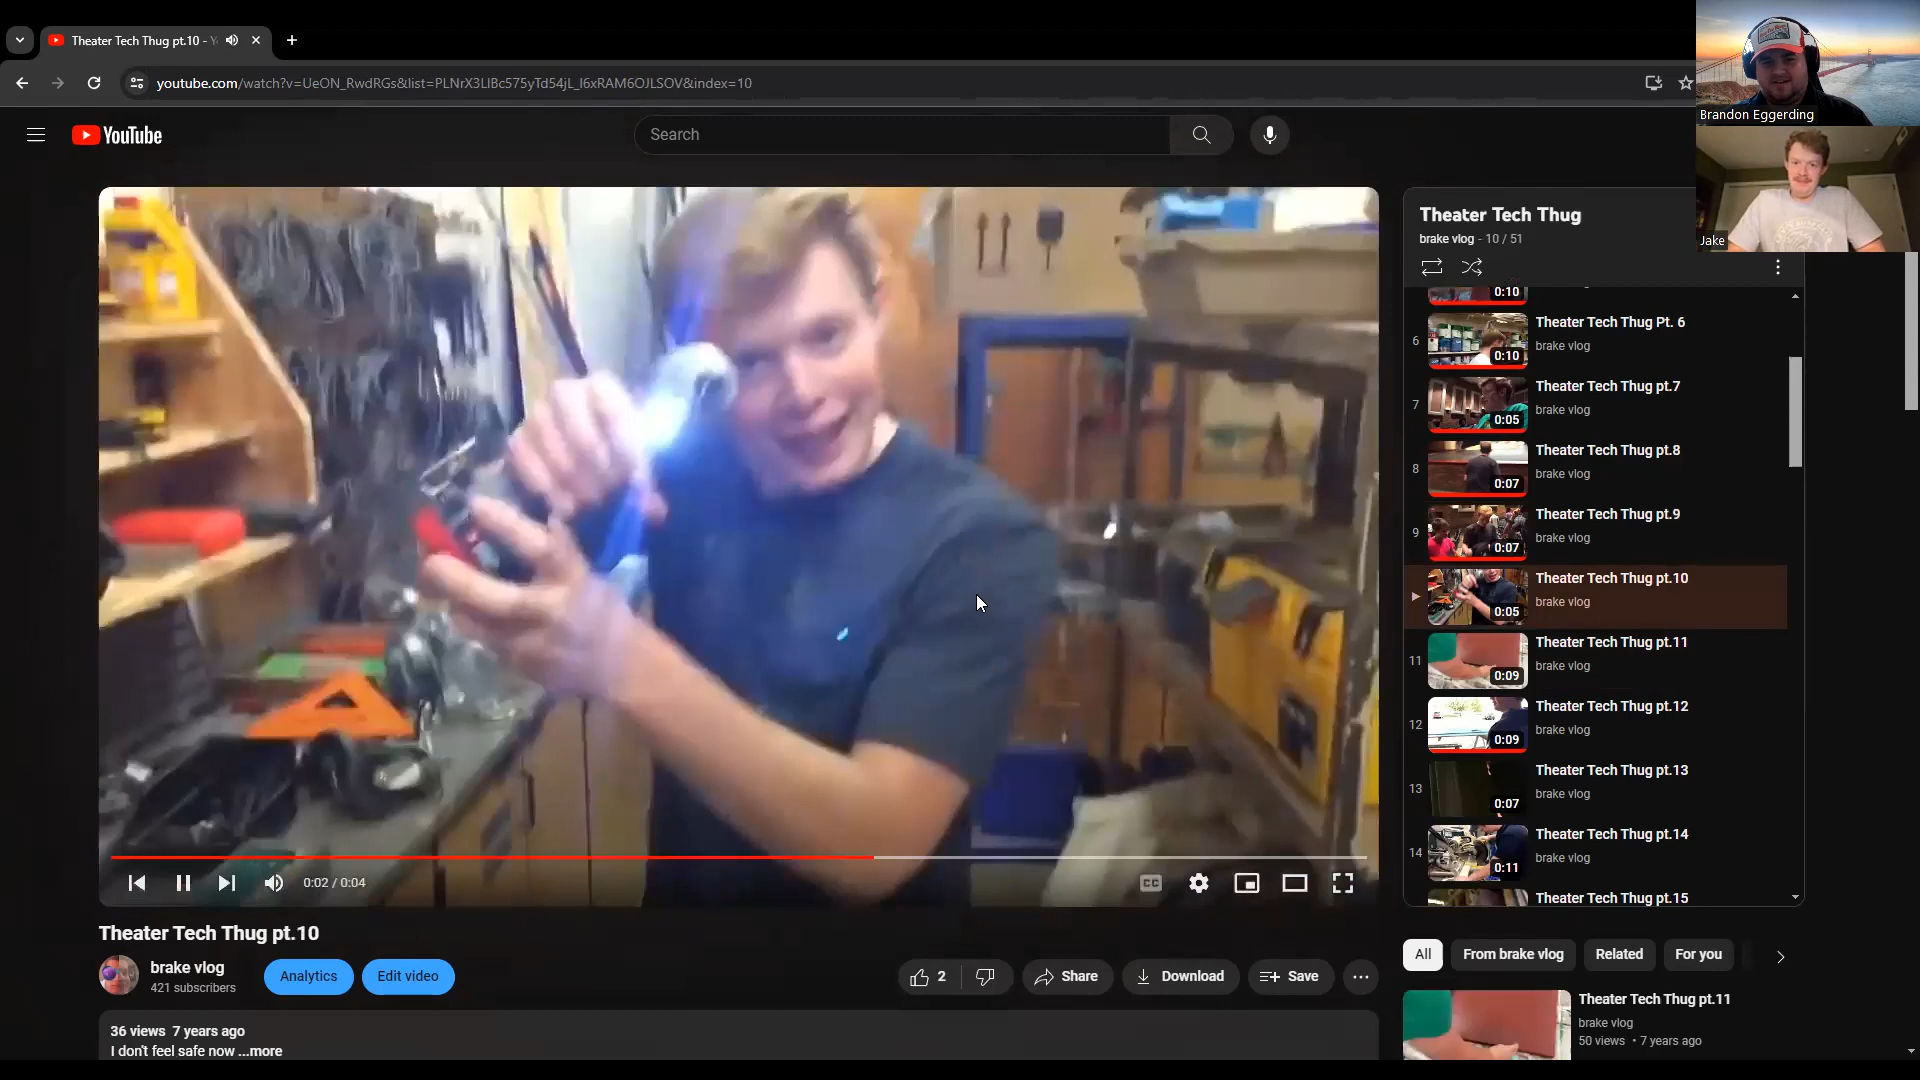 Theater Tech Thug pt.10 - Y
youtube.com/watch?v=UeON_RwdRGs&list=PLNrX3LlBc575yTd54jL_l6xRAM6OJLSOV&index=10
YouTube
Search
Brandon Eggerding
Jake
Theater Tech Thug
brake vlog - 10 / 51
0:10
6
Theater Tech Thug Pt. 6
brake vlog
0:10
7
Theater Tech Thug pt.7
brake vlog
0:05
8
Theater Tech Thug pt.8
brake vlog
0:07
9
Theater Tech Thug pt.9
brake vlog
0:07
Theater Tech Thug pt.10
brake vlog
0:05
11
Theater Tech Thug pt.11
brake vlog
0:09
12
Theater Tech Thug pt.12
brake vlog
0:09
13
Theater Tech Thug pt.13
brake vlog
0:07
14
Theater Tech Thug pt.14
brake vlog
0:11
Theater Tech Thug pt.15
0:02 / 0:04
CC
Theater Tech Thug pt.10
brake vlog
421 subscribers
Analytics
Edit video
2
Share
Download
Save
36 views 7 years ago
I don't feel safe now ...more
All
From brake vlog
Related
For you
Theater Tech Thug pt.11
brake vlog
50 views • 7 years ago